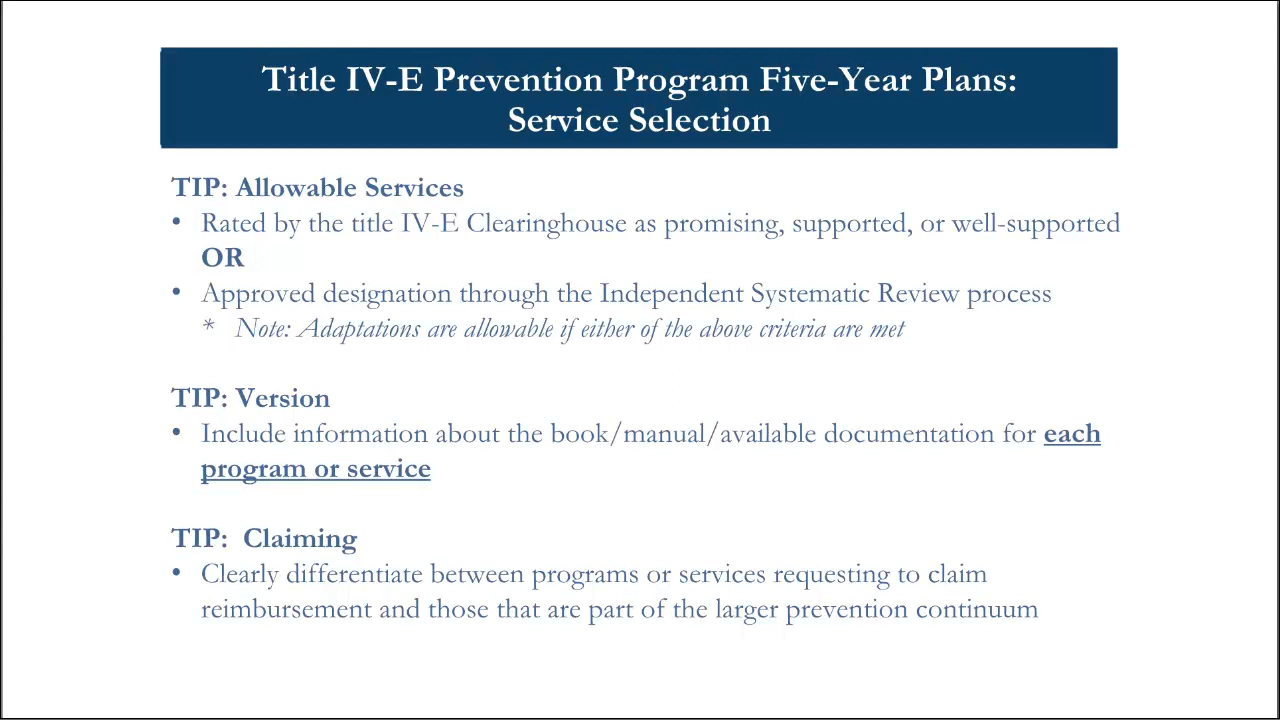 Title IV-E Prevention Program Five-Year Plans:
Service Selection
TIP: Allowable Services
• Rated by the title IV-E Clearinghouse as promising, supported, or well-supported
OR
• Approved designation through the Independent Systematic Review process
* Note: Adaptations are allowable if either of the above criteria are met
TIP: Version
• Include information about the book/manual/available documentation for each
program or service
TIP:  Claiming
• Clearly differentiate between programs or services requesting to claim
reimbursement and those that are part of the larger prevention continuum